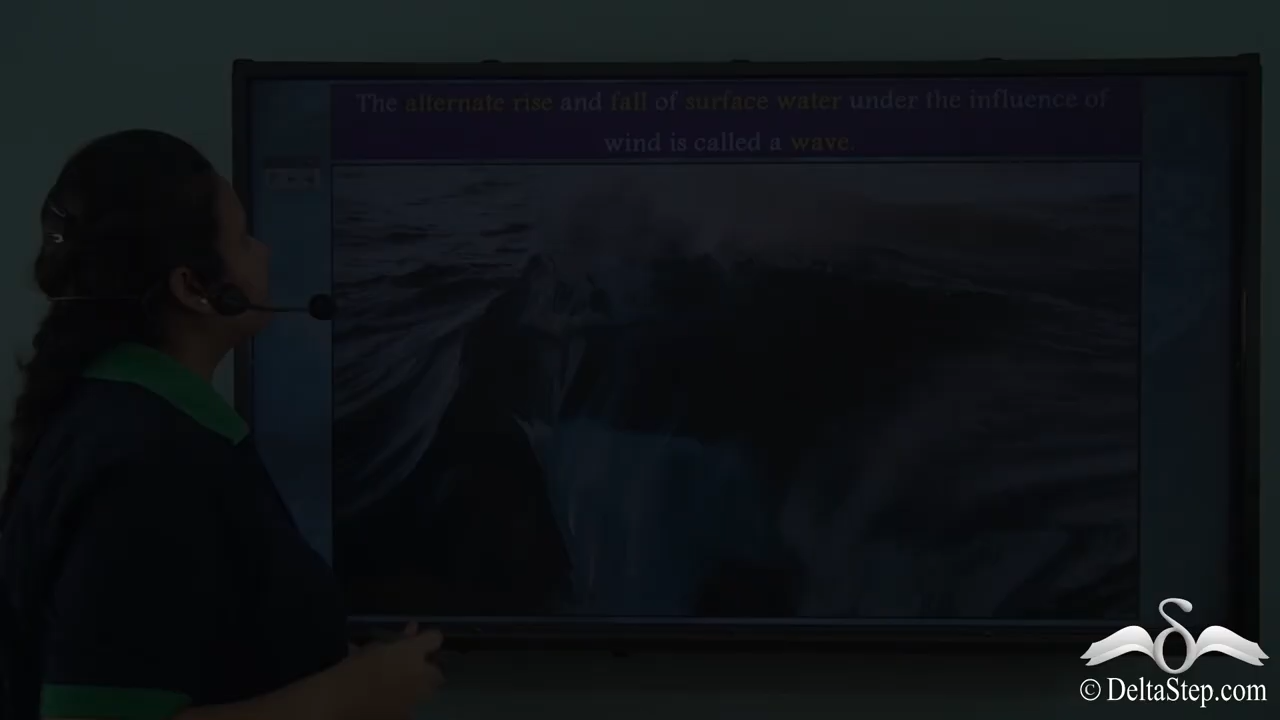 The alternate rise and fall of surface water under the influence of
wind is called a wave.
© DeltaStep.com